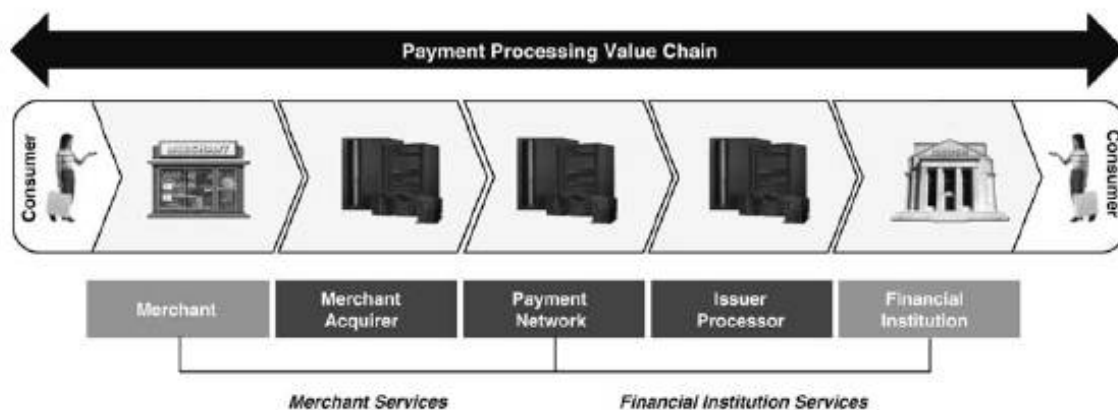 Payment Processing Value Chain
Consumer
MERCHANT
Consumer
Merchant
Merchant
Acquirer
Payment
Network
Issuer
Processor
Financial
Institution
Merchant Services
Financial Institution Services